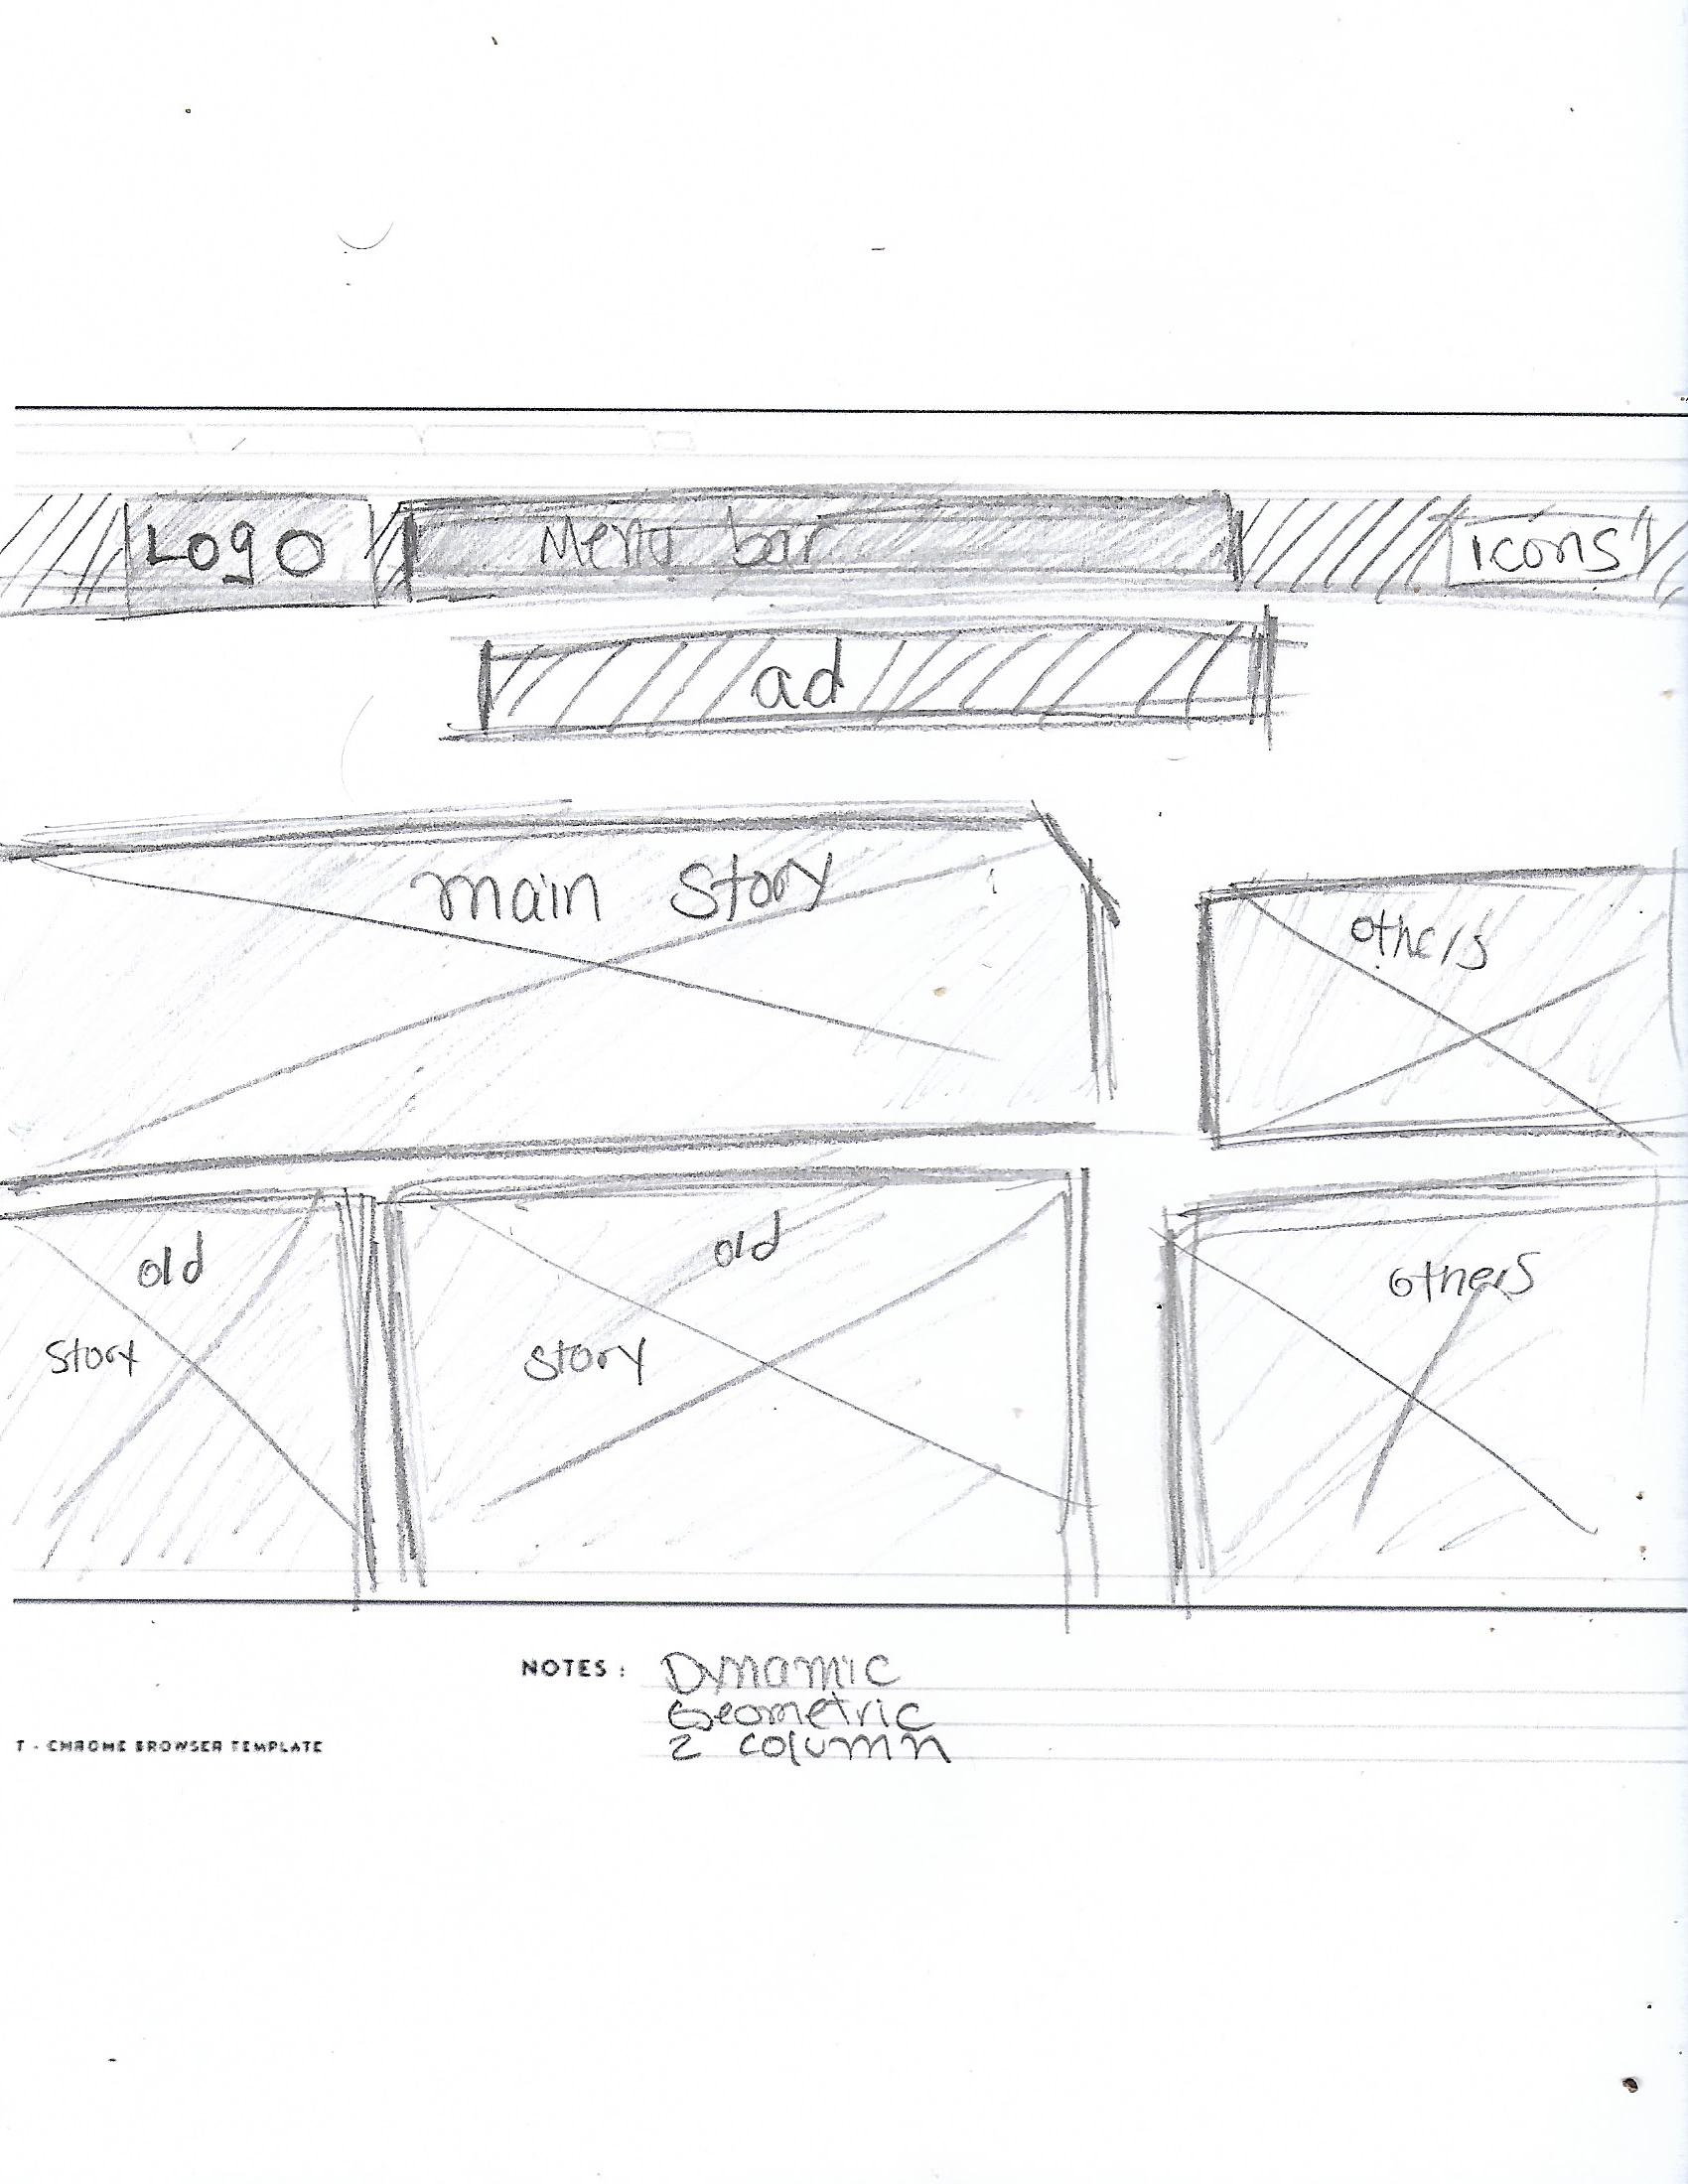 Logo
Menu bar
icons
ad
main story
others
old
story
old
story
others
NOTES : Dynamic
Geometric
2 column
T - CHROME BROWSER TEMPLATE